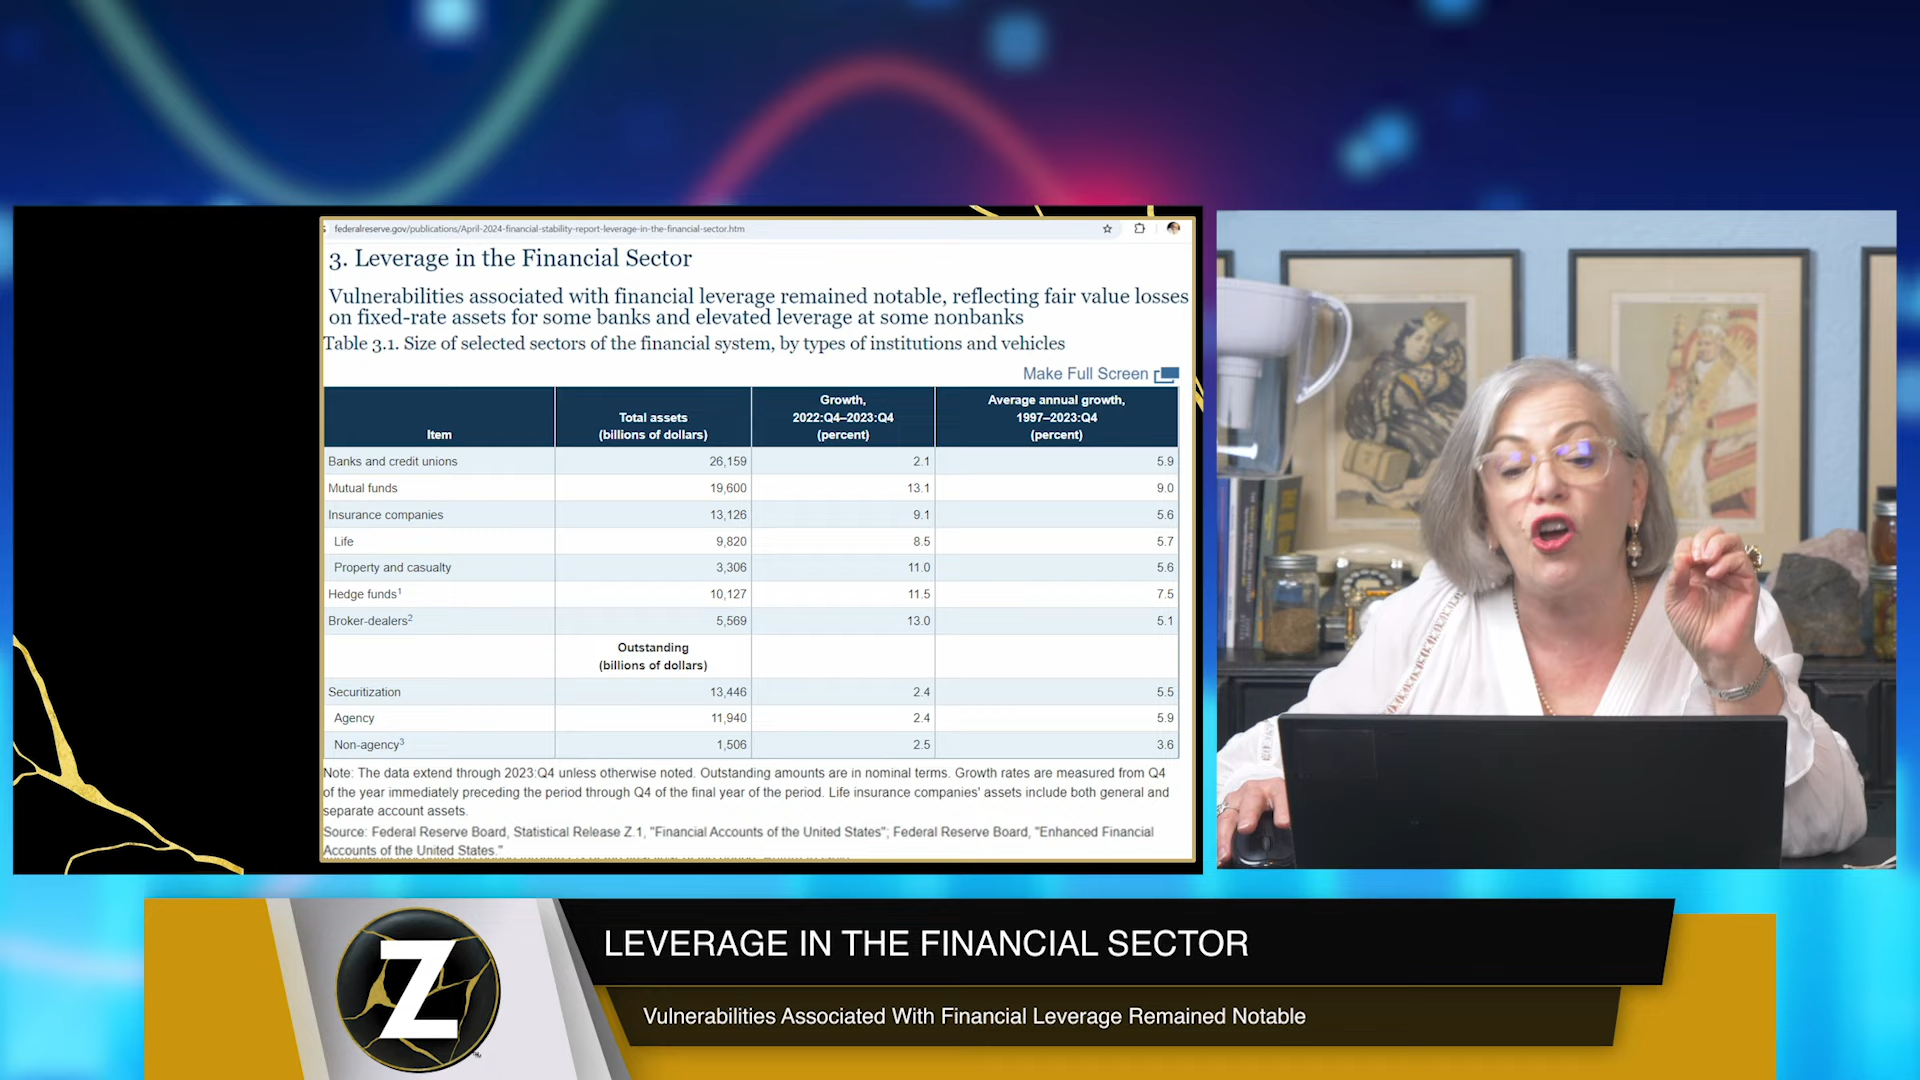 federalreserve.gov/publications/April-2024-financial-stability-report-leverage-in-the-financial-sector.htm
3. Leverage in the Financial Sector
Vulnerabilities associated with financial leverage remained notable, reflecting fair value losses
on fixed-rate assets for some banks and elevated leverage at some nonbanks
Table 3.1. Size of selected sectors of the financial system, by types of institutions and vehicles
Make Full Screen
Item Total assets (billions of dollars) Growth, 2022:Q4–2023:Q4 (percent) Average annual growth, 1997–2023:Q4 (percent)
Banks and credit unions 26,159 2.1 5.9
Mutual funds 19,600 13.1 9.0
Insurance companies 13,126 9.1 5.6
Life 9,820 8.5 5.7
Property and casualty 3,306 11.0 5.6
Hedge funds1 10,127 11.5 7.5
Broker-dealers2 5,569 13.0 5.1
Outstanding
(billions of dollars)
Securitization 13,446 2.4 5.5
Agency 11,940 2.4 5.9
Non-agency3 1,506 2.5 3.6
Note: The data extend through 2023:Q4 unless otherwise noted. Outstanding amounts are in nominal terms. Growth rates are measured from Q4
of the year immediately preceding the period through Q4 of the final year of the period. Life insurance companies' assets include both general and
separate account assets.
Source: Federal Reserve Board, Statistical Release Z.1, "Financial Accounts of the United States"; Federal Reserve Board, "Enhanced Financial
Accounts of the United States."
Z
LEVERAGE IN THE FINANCIAL SECTOR
Vulnerabilities Associated With Financial Leverage Remained Notable